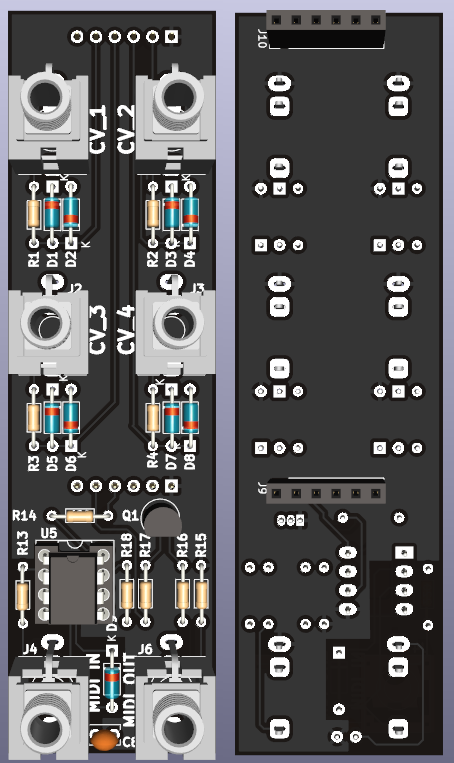 J10
CV_1
CV_2
K
K
R1
D1
D2
K
R2
D3
D4
J2
J3
CV_3
CV_4
K
K
R3
D5
D6
K
R4
D7
D8
J9
R14
Q1
U5
R13
R18
R17
R16
R15
J4
K
J6
MIDI IN
MIDI OUT